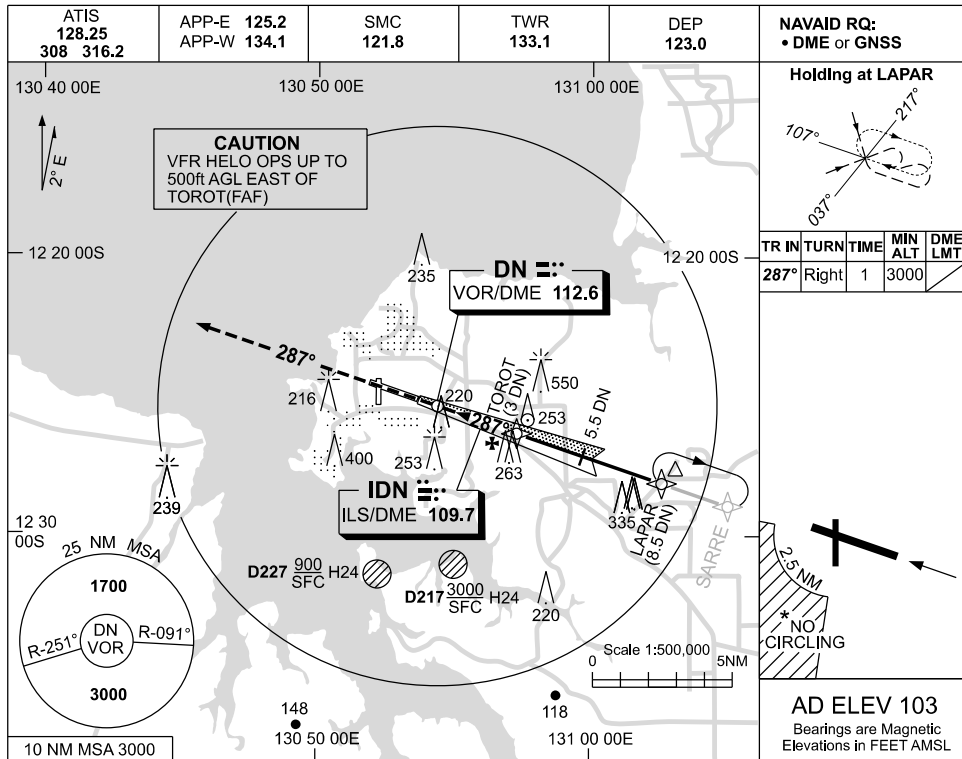 ATIS
128.25
308 316.2
APP-E 125.2
APP-W 134.1
SMC
121.8
TWR
133.1
DEP
123.0
NAVAID RQ:
• DME or GNSS
130 40 00E
130 50 00E
131 00 00E
2° E
CAUTION
VFR HELO OPS UP TO
500ft AGL EAST OF
TOROT(FAF)
Holding at LAPAR
107°
217°
037°
TR IN TURN TIME MIN ALT DME LMT
287° Right 1 3000
12 20 00S
12 20 00S
235
DN
VOR/DME 112.6
287°
216
220
TOROT
(3 DN)
550
253
287°
5.5 DN
400
253
263
239
IDN
ILS/DME 109.7
335
LAPAR
(8.5 DN)
SARRE
12 30
00S
25 NM MSA
1700
DN
VOR
R-251°
R-091°
3000
D227 900
SFC H24
D217 3000
SFC H24
220
2.5 NM
* NO
CIRCLING
0 Scale 1:500,000 5NM
148
118
130 50 00E
131 00 00E
10 NM MSA 3000
AD ELEV 103
Bearings are Magnetic
Elevations in FEET AMSL